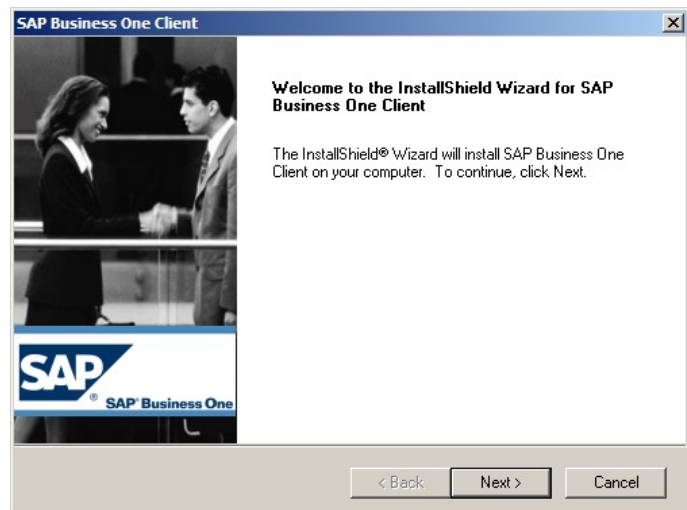 SAP Business One Client
Welcome to the InstallShield Wizard for SAP
Business One Client
The InstallShield® Wizard will install SAP Business One
Client on your computer. To continue, click Next.
SAP®
SAP® Business One
< Back
Next >
Cancel